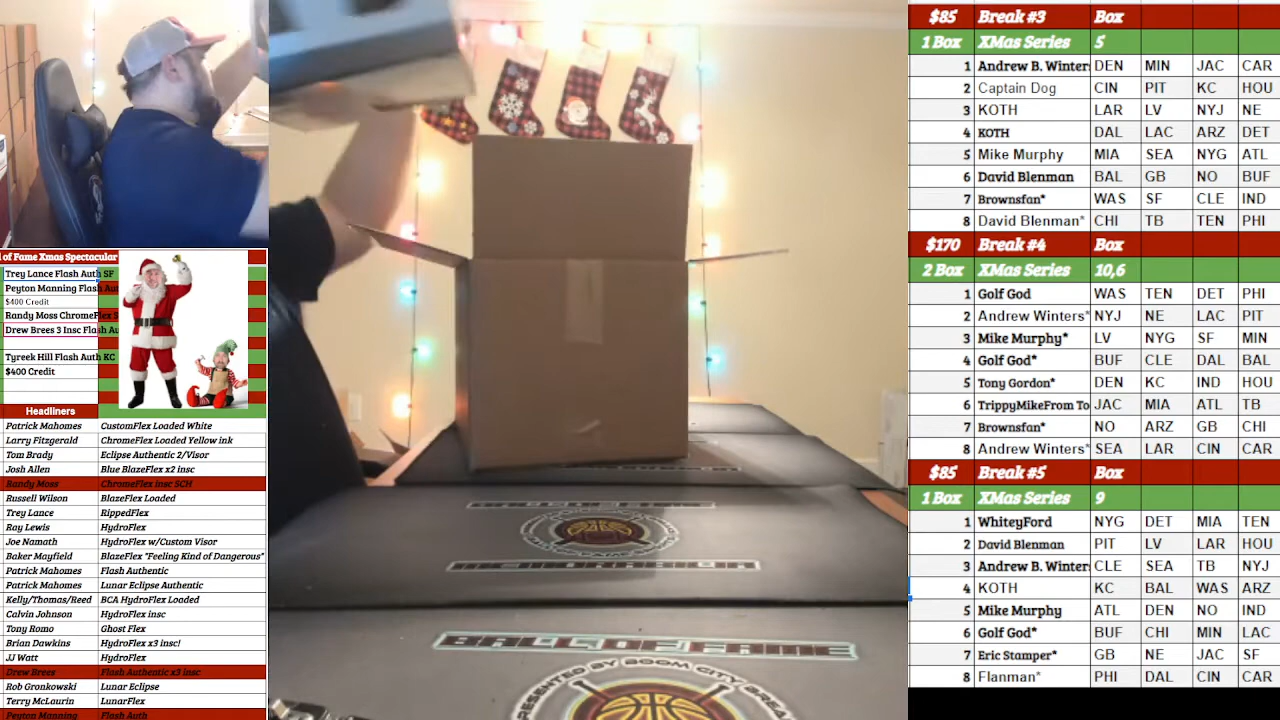 l of Fame Xmas Spectacular
Trey Lance Flash Auth SF
Peyton Manning Flash Aut
$400 Credit
Randy Moss ChromeFlex S
Drew Brees 3 Insc Flash Au
Tyreek Hill Flash Auth KC
$400 Credit
Headliners
Patrick Mahomes CustomFlex Loaded White
Larry Fitzgerald ChromeFlex Loaded Yellow ink
Tom Brady Eclipse Authentic 2/Visor
Josh Allen Blue BlazeFlex x2 insc
Randy Moss ChromeFlex insc SCH
Russell Wilson BlazeFlex Loaded
Trey Lance RippedFlex
Ray Lewis HydroFlex
Joe Namath HydroFlex w/Custom Visor
Baker Mayfield BlazeFlex "Feeling Kind of Dangerous"
Patrick Mahomes Flash Authentic
Patrick Mahomes Lunar Eclipse Authentic
Kelly/Thomas/Reed BCA HydroFlex Loaded
Calvin Johnson HydroFlex insc
Tony Romo Ghost Flex
Brian Dawkins HydroFlex x3 insc!
JJ Watt HydroFlex
Drew Brees Flash Authentic x3 insc
Rob Gronkowski Lunar Eclipse
Terry McLaurin LunarFlex
Peyton Manning Flash Auth
BALL OF FAME
PRESENTED BY BOOM CITY BREA
$85 Break #3 Box
1 Box XMas Series 5
1 Andrew B. Winters DEN MIN JAC CAR
2 Captain Dog CIN PIT KC HOU
3 KOTH LAR LV NYJ NE
4 KOTH DAL LAC ARZ DET
5 Mike Murphy MIA SEA NYG ATL
6 David Blenman BAL GB NO BUF
7 Brownsfan* WAS SF CLE IND
8 David Blenman* CHI TB TEN PHI
$170 Break #4 Box
2 Box XMas Series 10,6
1 Golf God WAS TEN DET PHI
2 Andrew Winters* NYJ NE LAC PIT
3 Mike Murphy* LV NYG SF MIN
4 Golf God* BUF CLE DAL BAL
5 Tony Gordon* DEN KC IND HOU
6 TrippyMikeFrom To JAC MIA ATL TB
7 Brownsfan* NO ARZ GB CHI
8 Andrew Winters* SEA LAR CIN CAR
$85 Break #5 Box
1 Box XMas Series 9
1 WhiteyFord NYG DET MIA TEN
2 David Blenman PIT LV LAR HOU
3 Andrew B. Winters CLE SEA TB NYJ
4 KOTH KC BAL WAS ARZ
5 Mike Murphy ATL DEN NO IND
6 Golf God* BUF CHI MIN LAC
7 Eric Stamper* GB NE JAC SF
8 Flanman* PHI DAL CIN CAR